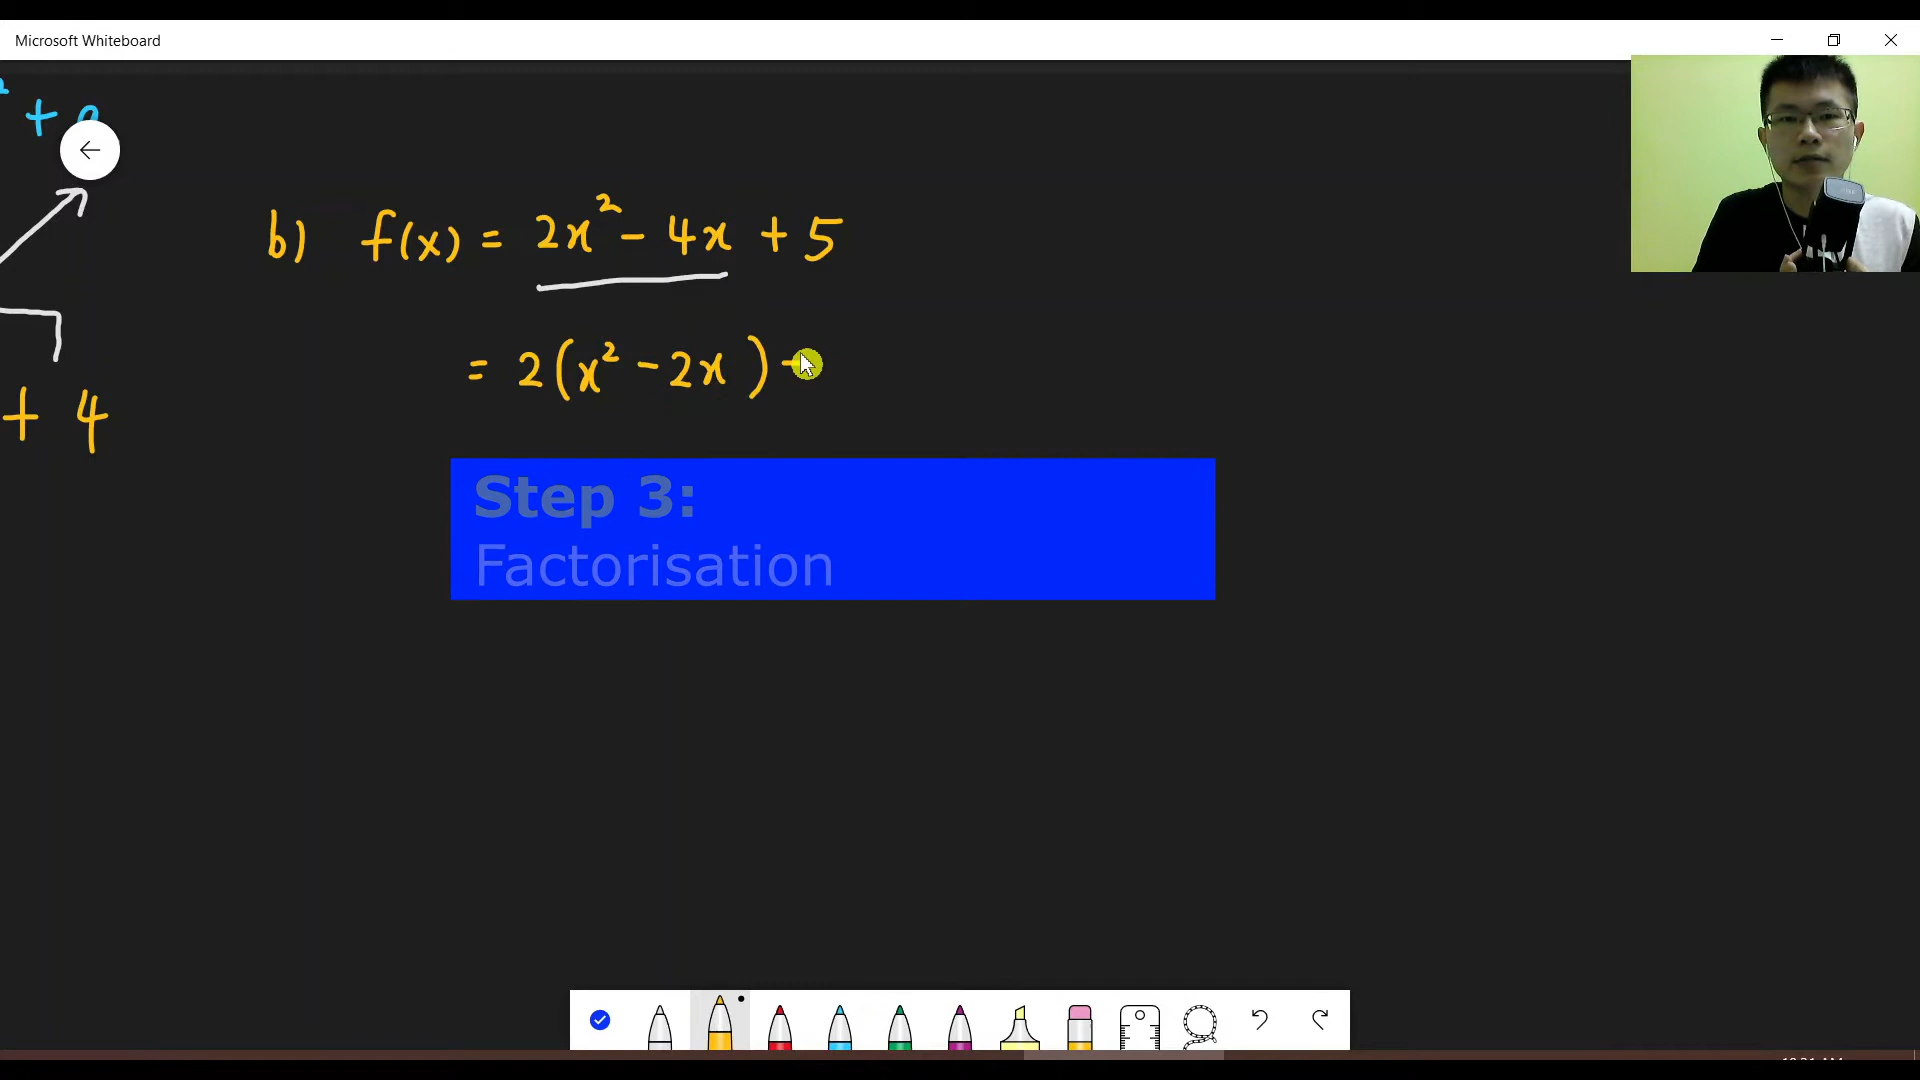 Microsoft Whiteboard
+
b) f(x) = 2x² - 4x + 5
= 2(x² - 2x)
+ 4
Step 3:
Factorisation